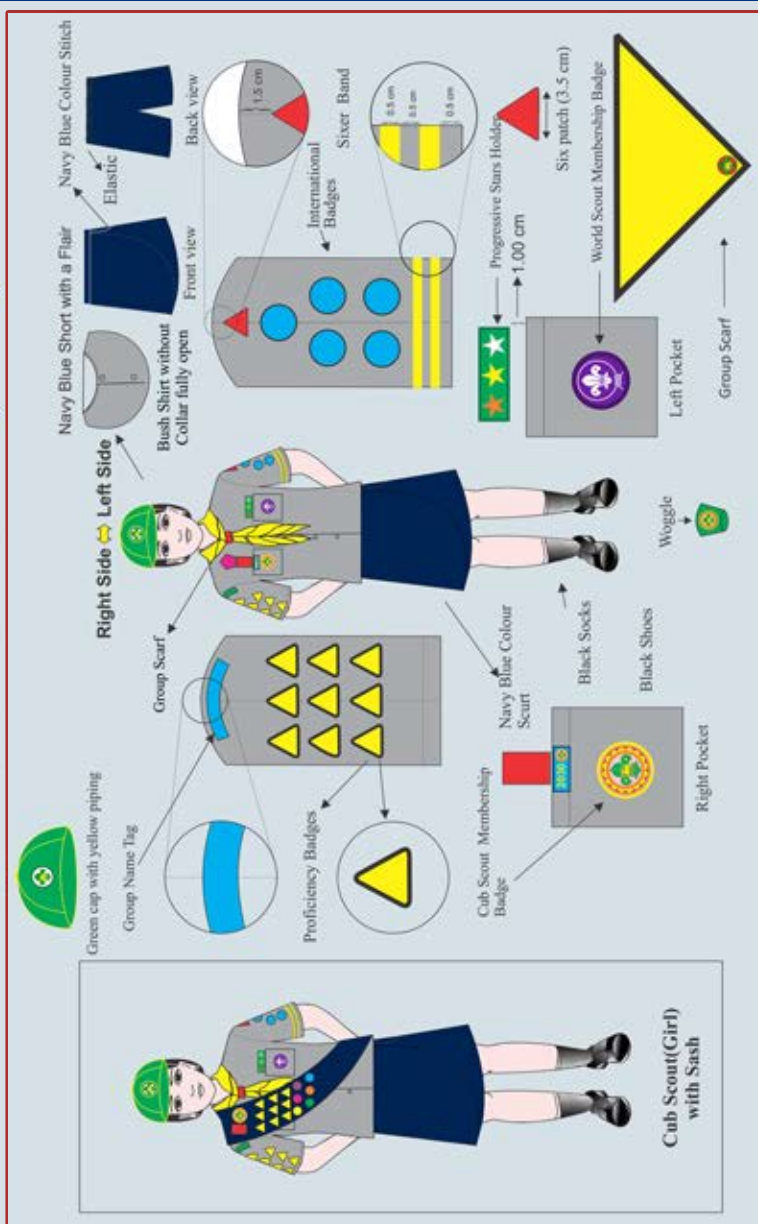 Green cap with yellow piping
Group Name Tag
Proficiency Badges
Cub Scout(Girl)
with Sash
Right Side
Left Side
Group Scarf
Cub Scout Membership
Badge
2030
Right Pocket
Navy Blue Colour
Scurt
Black Socks
Black Shoes
Woggle
Navy Blue Short with a Flair
Navy Blue Colour Stitch
Elastic
Front view
Back view
Bush Shirt without
Collar fully open
1.5 cm
International
Badges
Sixer Band
0.5 cm
0.5 cm
0.5 cm
Progressive Stars Holder
1.00 cm
Six patch (3.5 cm)
World Scout Membership Badge
Left Pocket
Group Scarf